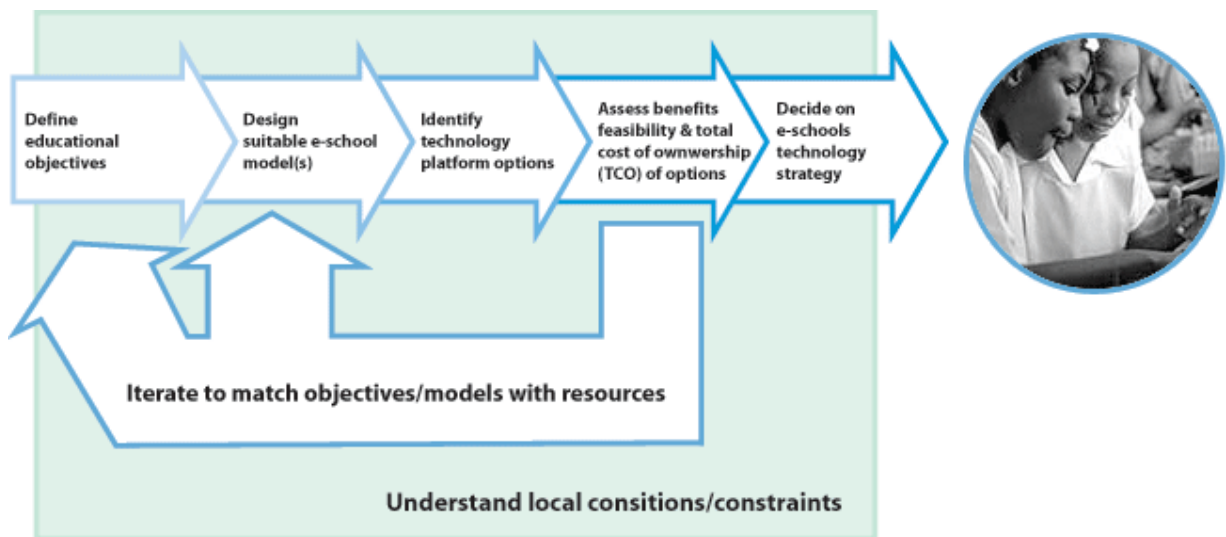 Define
educational
objectives
Design
suitable e-school
model(s)
Identify
technology
platform options
Assess benefits
feasibility & total
cost of ownwership
(TCO) of options
Decide on
e-schools
technology
strategy
Iterate to match objectives/models with resources
Understand local consitions/constraints